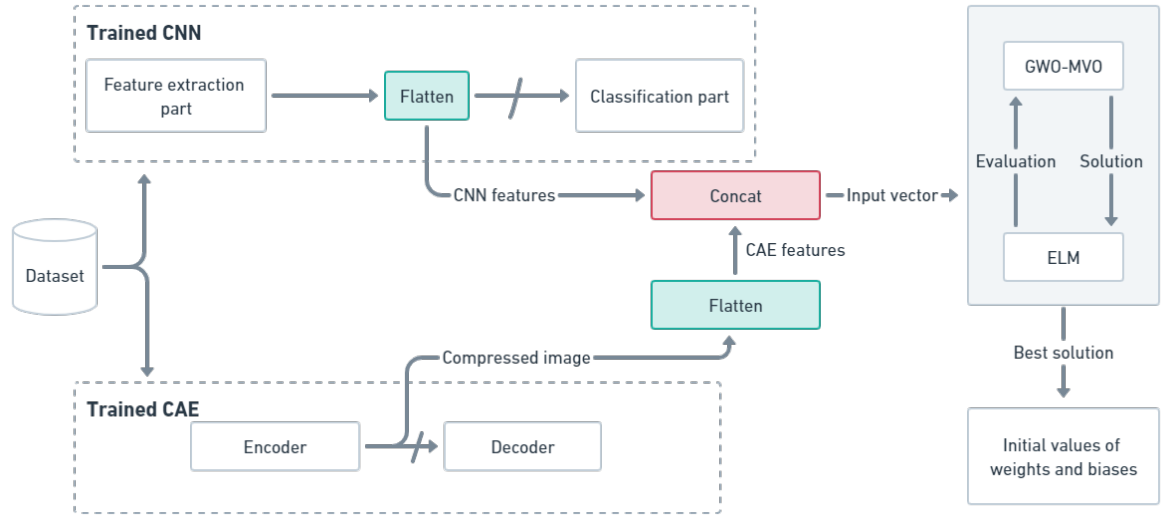 Trained CNN
Feature extraction
part
Flatten
Classification part
CNN features
Concat
Input vector
GWO-MVO
Evaluation
Solution
ELM
Dataset
CAE features
Flatten
Compressed image
Best solution
Trained CAE
Encoder
Decoder
Initial values of
weights and biases